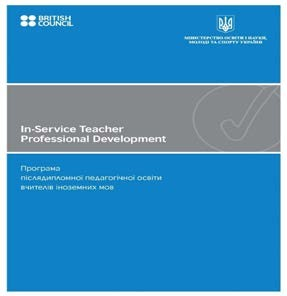 BRITISH
COUNCIL
МІНІСТЕРСТВО ОСВІТИ І НАУКИ,
МОЛОДІ ТА СПОРТУ УКРАЇНИ
In-Service Teacher
Professional Development
Програма
післядипломної педагогічної освіти
вчителів іноземних мов